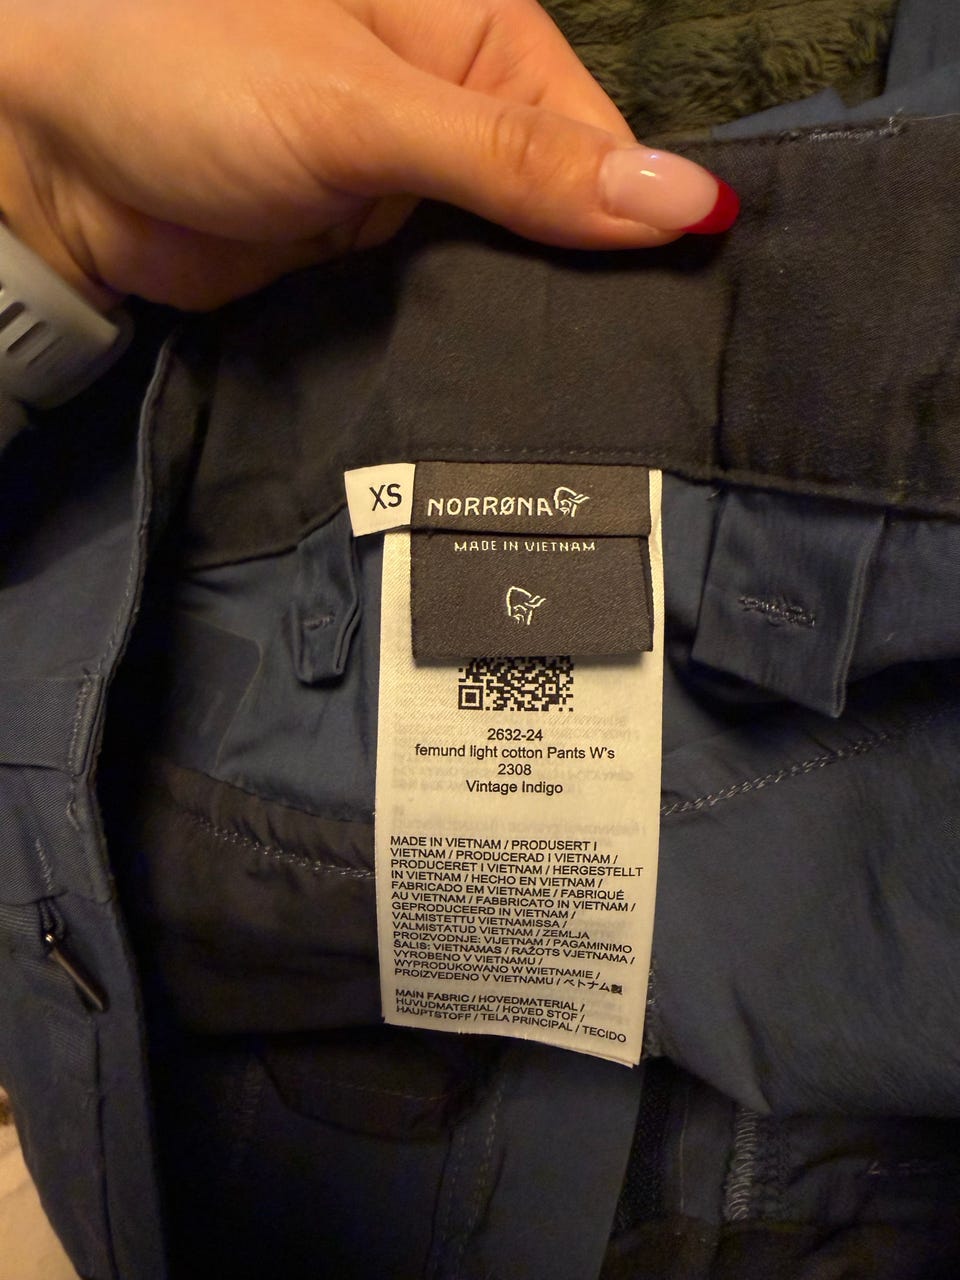 XS
NORRØNA
MADE IN VIETNAM
2632-24
femund light cotton Pants W's
2308
Vintage Indigo
MADE IN VIETNAM / PRODUSERT I
VIETNAM / PRODUCERAD I VIETNAM /
PRODUCERET I VIETNAM / HERGESTELLT
IN VIETNAM / HECHO EN VIETNAM /
FABRICADO EM VIETNAME / FABRIQUÉ
AU VIETNAM / FABBRICATO IN VIETNAM /
GEPRODUCEERD IN VIETNAM /
VALMISTETTU VIETNAMISSA /
VALMISTATUD VIETNAM / ZEMLJA
PROIZVODNJE: VIJETNAM / PAGAMINIMO
ŠALIS: VIETNAMAS / RAŽOTS VJETNAMA /
VYROBENO V VIETNAMU /
WYPRODUKOWANO W WIETNAMIE /
PROIZVEDENO V VIETNAMU / ベトナム製
MAIN FABRIC / HOVEDMATERIAL /
HUVUDMATERIAL / HOVED STOF /
HAUPTSTOFF / TELA PRINCIPAL / TECIDO